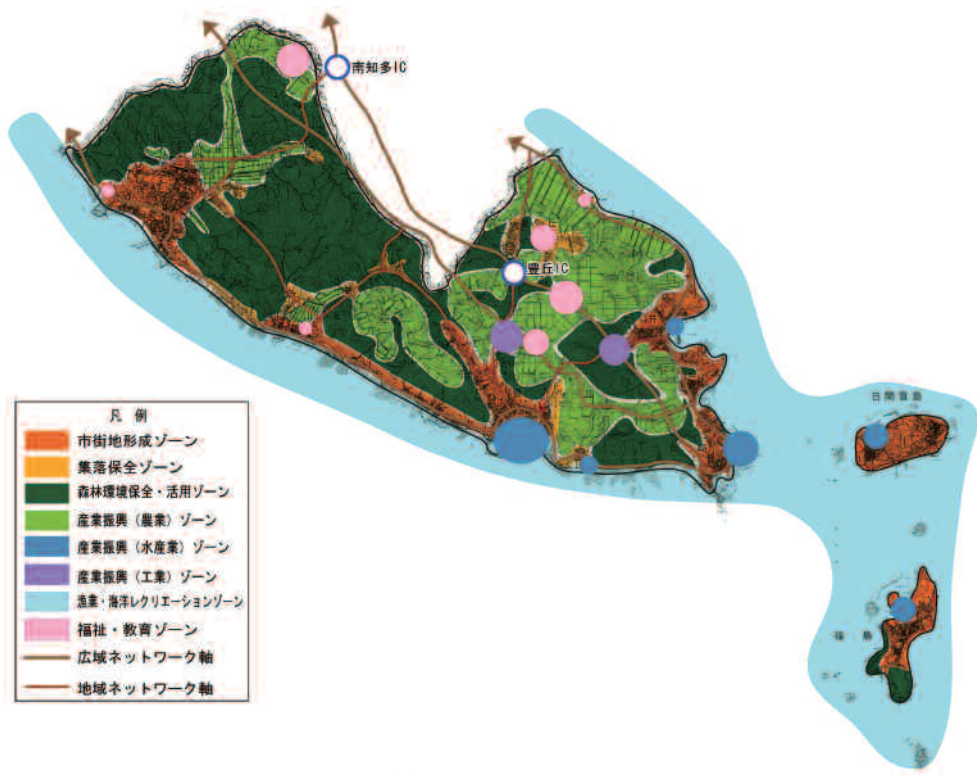 南知多IC
豊丘IC
日間賀島
篠島
凡例
市街地形成ゾーン
集落保全ゾーン
森林環境保全・活用ゾーン
産業振興（農業）ゾーン
産業振興（水産業）ゾーン
産業振興（工業）ゾーン
漁業・海洋レクリエーションゾーン
福祉・教育ゾーン
広域ネットワーク軸
地域ネットワーク軸